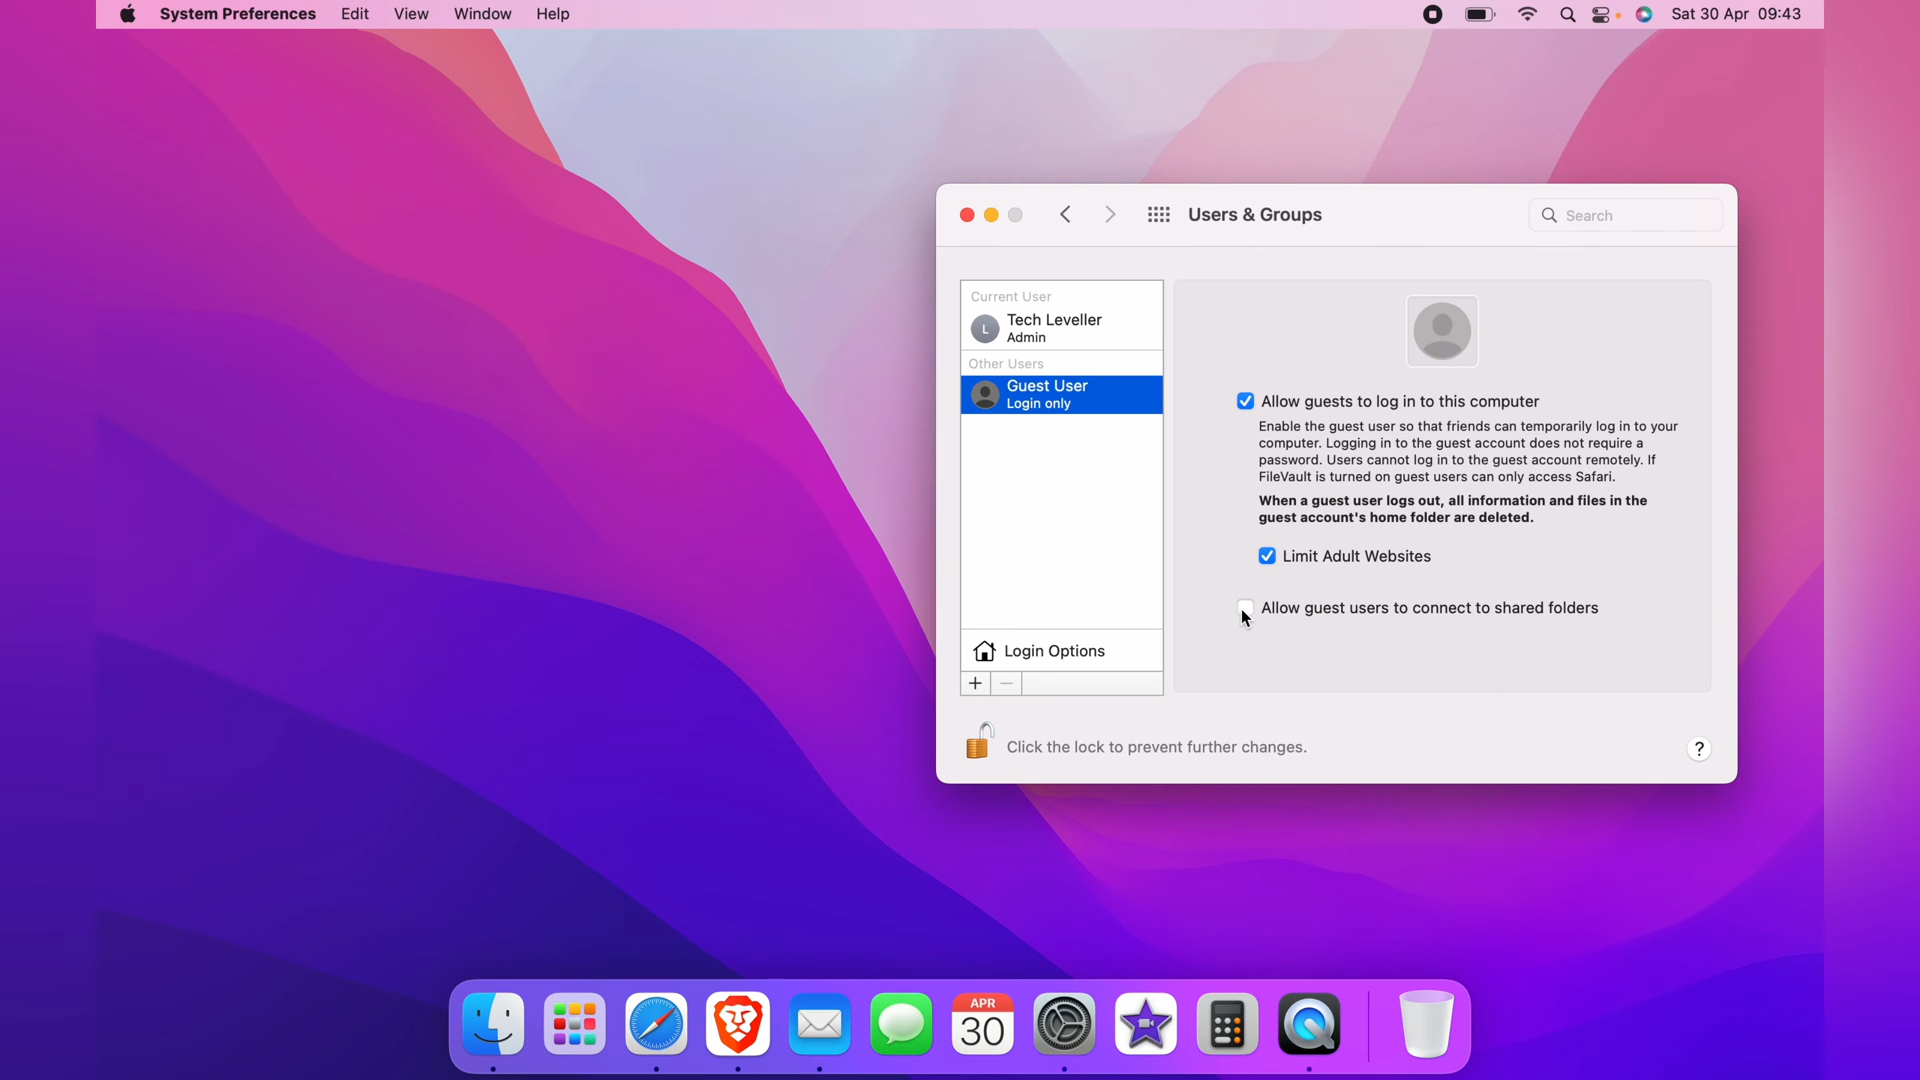 System Preferences Edit View Window Help Sat 30 Apr 09:43
Users & Groups Search
Current User
L Tech Leveller
Admin
Other Users
Guest User
Login only
Login Options
Allow guests to log in to this computer
Enable the guest user so that friends can temporarily log in to your
computer. Logging in to the guest account does not require a
password. Users cannot log in to the guest account remotely. If
FileVault is turned on guest users can only access Safari.
When a guest user logs out, all information and files in the
guest account's home folder are deleted.
Limit Adult Websites
Allow guest users to connect to shared folders
Click the lock to prevent further changes. ?
APR
30